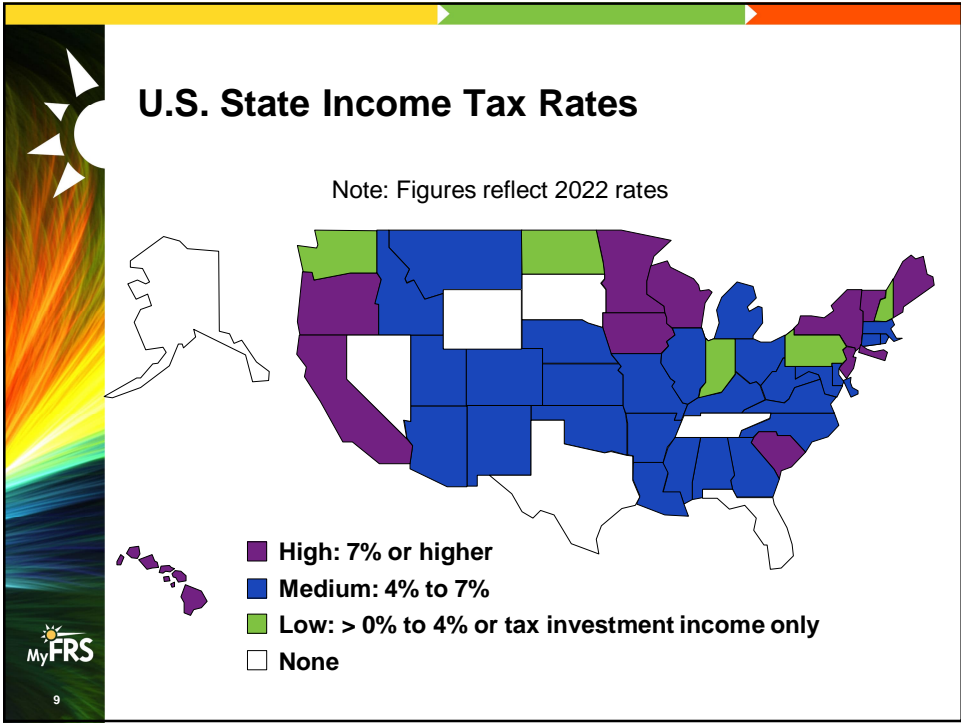 U.S. State Income Tax Rates
Note: Figures reflect 2022 rates
High: 7% or higher
Medium: 4% to 7%
Low: > 0% to 4% or tax investment income only
None
MyFRS
9